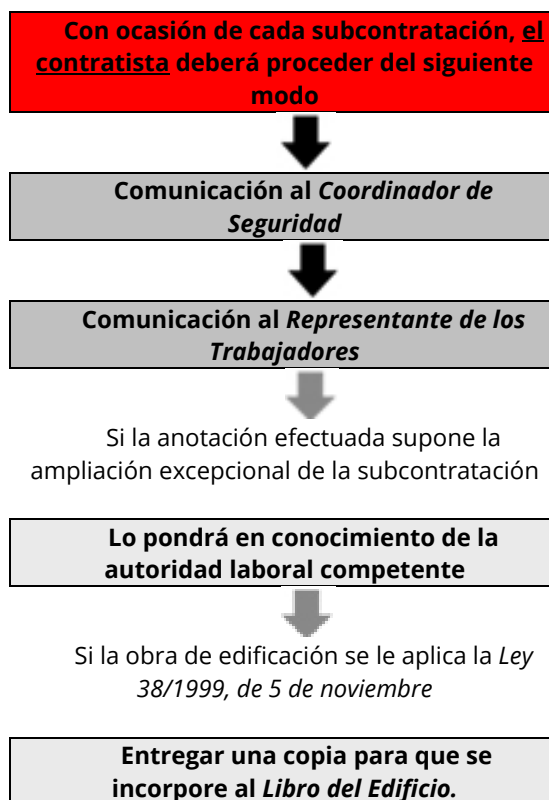 Con ocasión de cada subcontratación, el
contratista deberá proceder del siguiente
modo
Comunicación al Coordinador de
Seguridad
Comunicación al Representante de los
Trabajadores
Si la anotación efectuada supone la
ampliación excepcional de la subcontratación
Lo pondrá en conocimiento de la
autoridad laboral competente
Si la obra de edificación se le aplica la Ley
38/1999, de 5 de noviembre
Entregar una copia para que se
incorpore al Libro del Edificio.